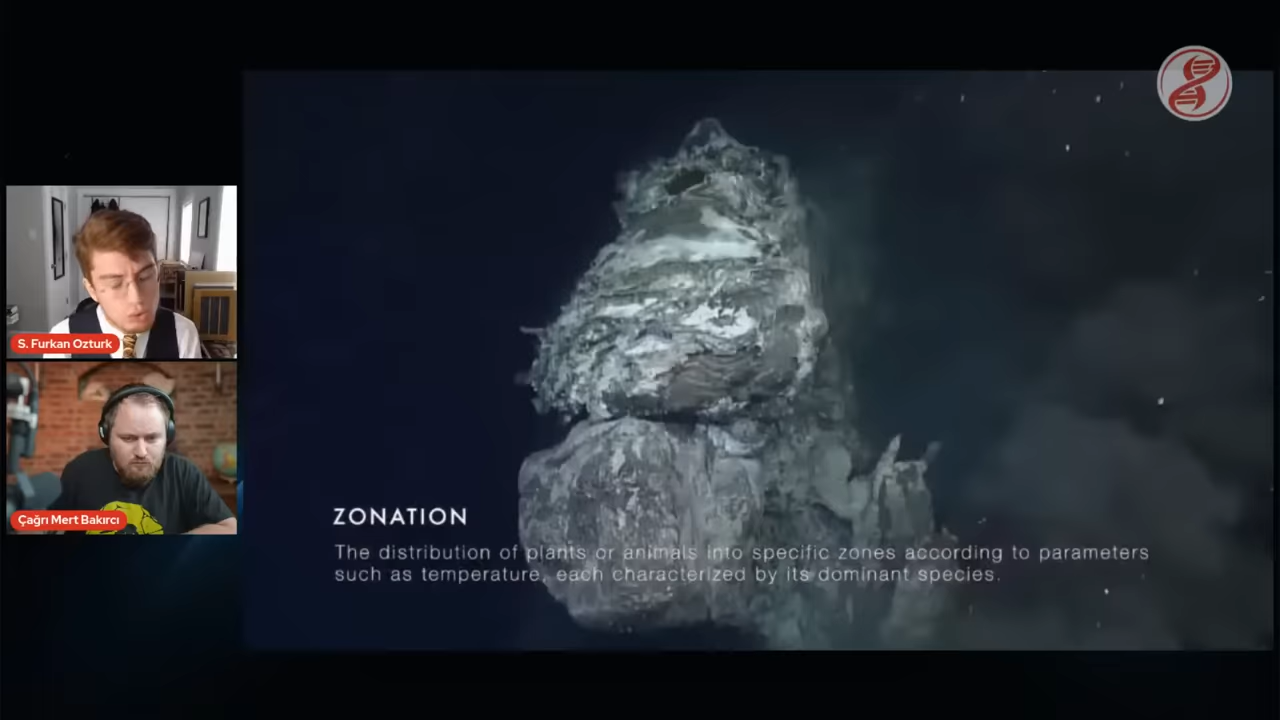 S. Furkan Ozturk
Çağrı Mert Bakırcı
ZONATION
The distribution of plants or animals into specific zones according to parameters
such as temperature, each characterized by its dominant species.